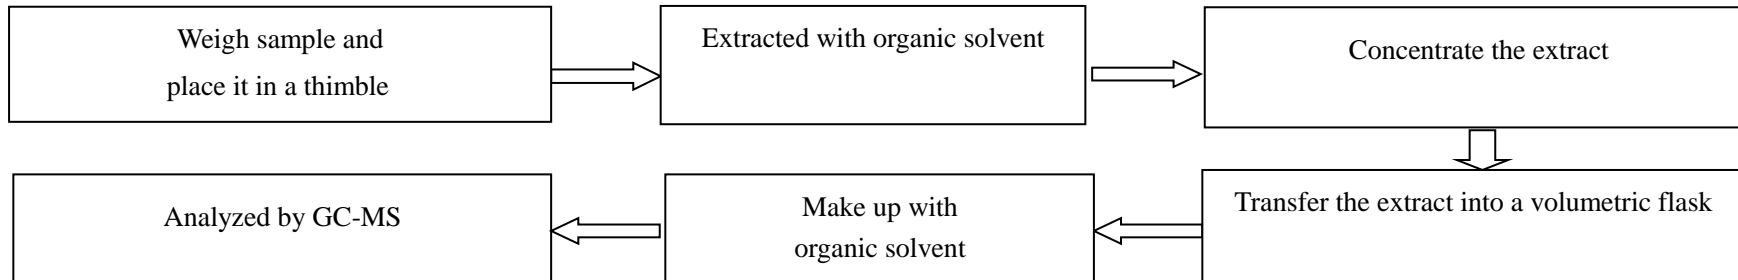 Weigh sample and
place it in a thimble
Extracted with organic solvent
Concentrate the extract
Transfer the extract into a volumetric flask
Make up with
organic solvent
Analyzed by GC-MS